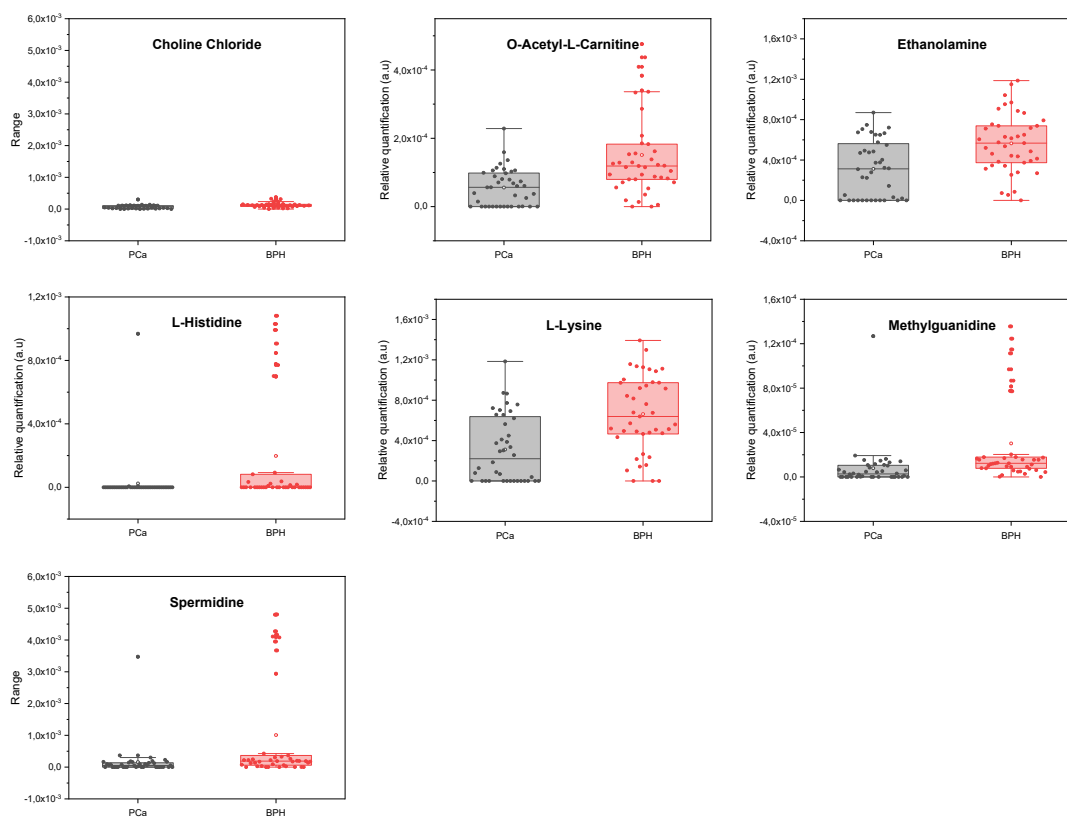 Choline Chloride
Range
6,0x10⁻³
5,0x10⁻³
4,0x10⁻³
3,0x10⁻³
2,0x10⁻³
1,0x10⁻³
0,0
-1,0x10⁻³
PCa BPH
O-Acetyl-L-Carnitine
Relative quantification (a.u)
4,0x10⁻⁴
2,0x10⁻⁴
0,0
PCa BPH
Ethanolamine
Relative quantification (a.u)
1,6x10⁻³
1,2x10⁻³
8,0x10⁻⁴
4,0x10⁻⁴
0,0
-4,0x10⁻⁴
PCa BPH
L-Histidine
Relative quantification (a.u)
1,2x10⁻³
8,0x10⁻⁴
4,0x10⁻⁴
0,0
PCa BPH
L-Lysine
Relative quantification (a.u)
1,6x10⁻³
1,2x10⁻³
8,0x10⁻⁴
4,0x10⁻⁴
0,0
-4,0x10⁻⁴
PCa BPH
Methylguanidine
Relative quantification (a.u)
1,6x10⁻⁴
1,2x10⁻⁴
8,0x10⁻⁵
4,0x10⁻⁵
0,0
-4,0x10⁻⁵
PCa BPH
Spermidine
Range
6,0x10⁻³
5,0x10⁻³
4,0x10⁻³
3,0x10⁻³
2,0x10⁻³
1,0x10⁻³
0,0
-1,0x10⁻³
PCa BPH